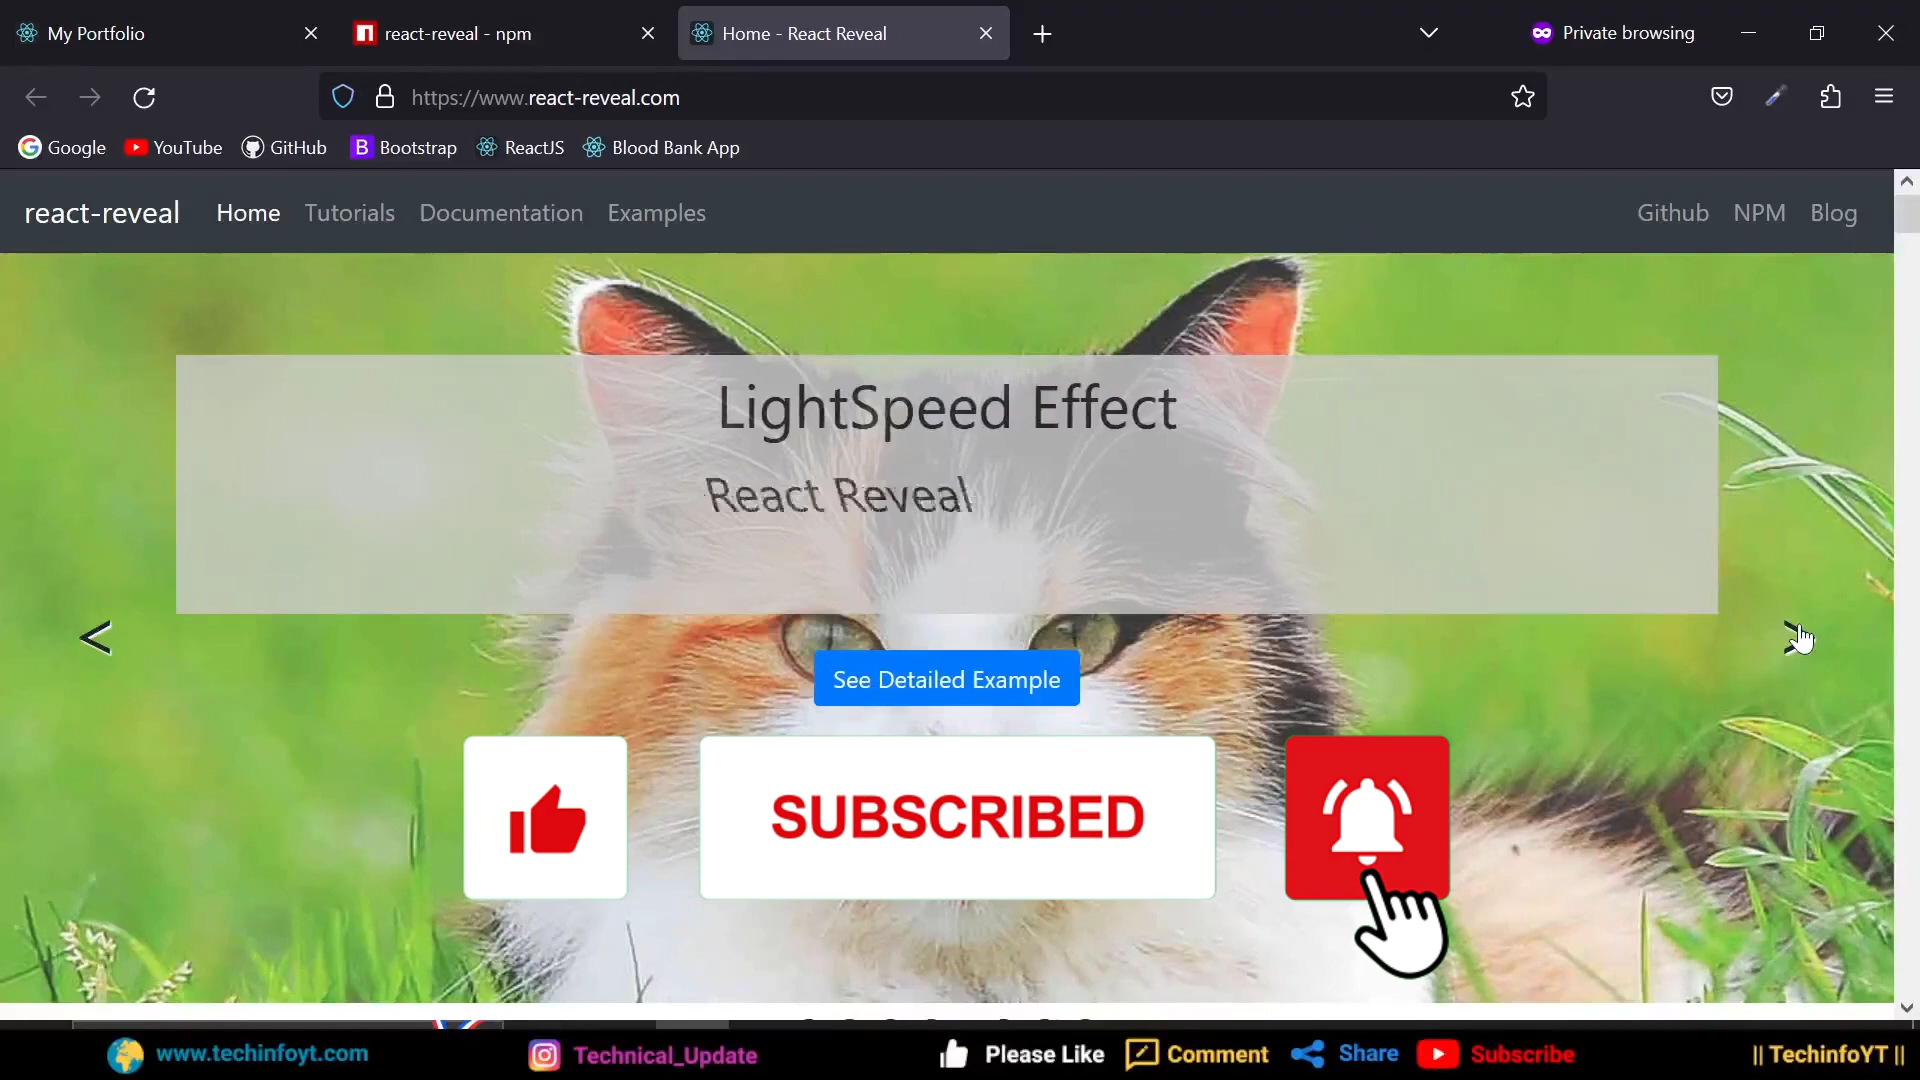 My Portfolio
react-reveal - npm
Home - React Reveal
Private browsing
https://www.react-reveal.com
Google
YouTube
GitHub
B Bootstrap
ReactJS
Blood Bank App
react-reveal
Home
Tutorials
Documentation
Examples
Github
NPM
Blog
LightSpeed Effect
React Reveal
<
>
See Detailed Example
SUBSCRIBED
www.techinfoyt.com
Technical_Update
Please Like
Comment
Share
Subscribe
|| TechinfoYT ||